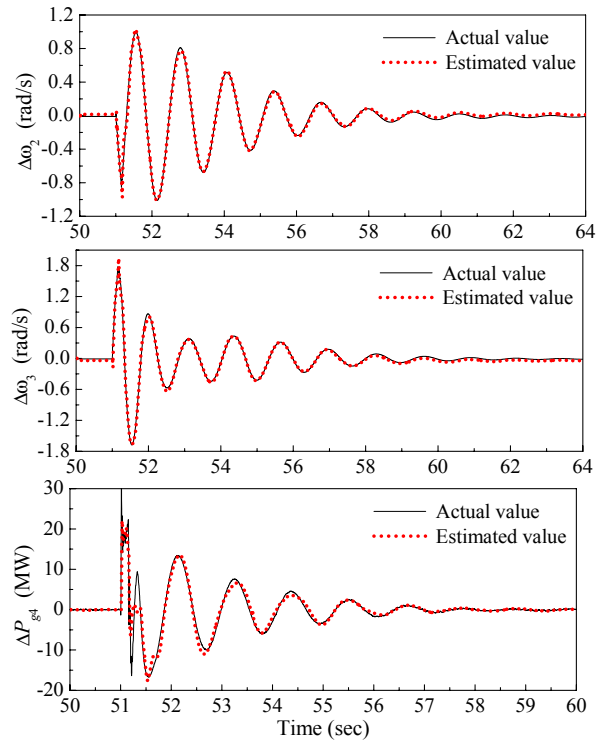 1.2
0.8
0.4
0.0
-0.4
-0.8
-1.2
Δω2 (rad/s)
Actual value
Estimated value
50 52 54 56 58 60 62 64
1.8
1.2
0.6
0.0
-0.6
-1.2
-1.8
Δω3 (rad/s)
Actual value
Estimated value
50 52 54 56 58 60 62 64
30
20
10
0
-10
-20
ΔPg4 (MW)
Actual value
Estimated value
50 51 52 53 54 55 56 57 58 59 60
Time (sec)